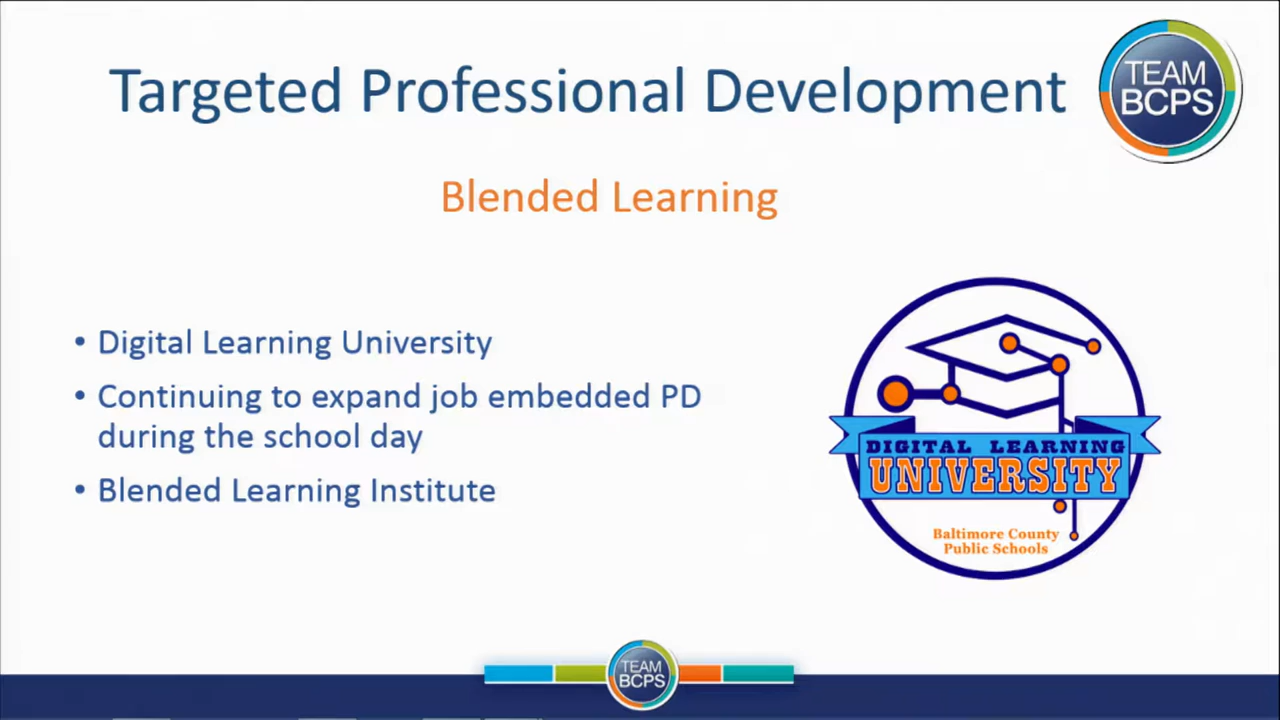 Targeted Professional Development
TEAM
BCPS
Blended Learning
• Digital Learning University
• Continuing to expand job embedded PD
during the school day
• Blended Learning Institute
DIGITAL LEARNING
UNIVERSITY
Baltimore County
Public Schools
TEAM
BCPS